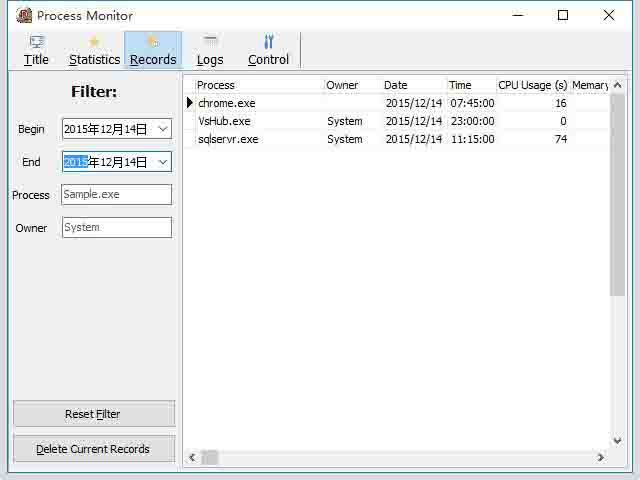 Process Monitor
Title Statistics Records Logs Control
Filter:
Begin 2015年12月14日
End 2015年12月14日
Process Sample.exe
Owner System
Reset Filter
Delete Current Records
Process Owner Date Time CPU Usage (s) Memory
chrome.exe 2015/12/14 07:45:00 16
VsHub.exe System 2015/12/14 23:00:00 0
sqlservr.exe System 2015/12/14 11:15:00 74